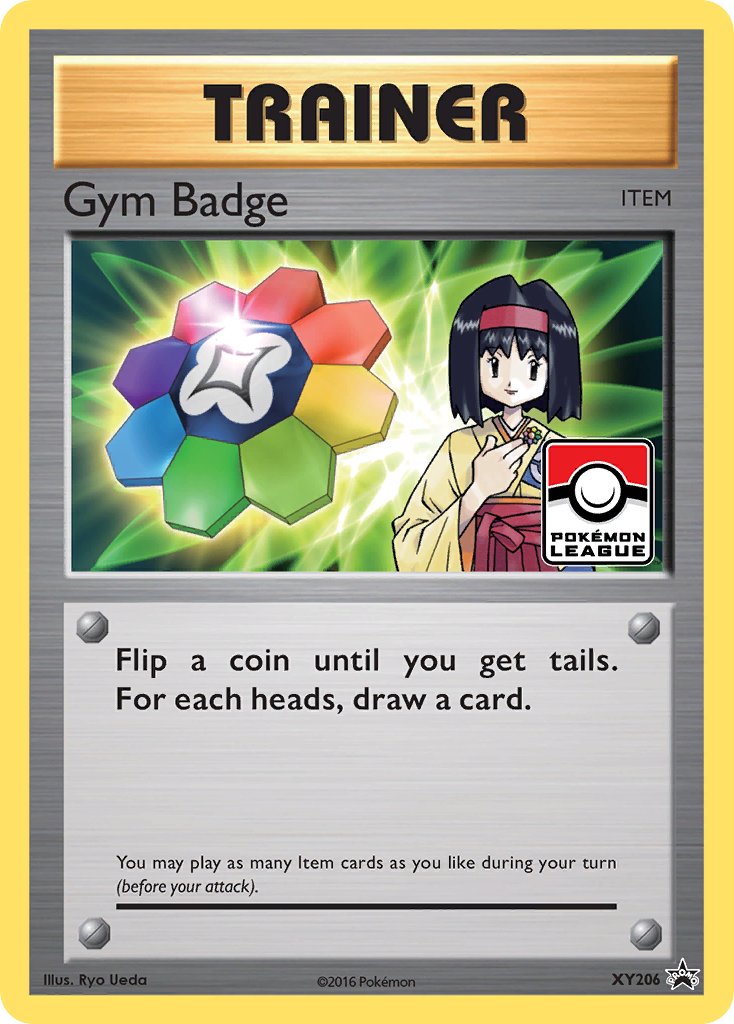 TRAINER
Gym Badge
ITEM
POKÉMON
LEAGUE
Flip a coin until you get tails.
For each heads, draw a card.
You may play as many Item cards as you like during your turn
(before your attack).
Illus. Ryo Ueda
©2016 Pokémon
XY206
PROMO